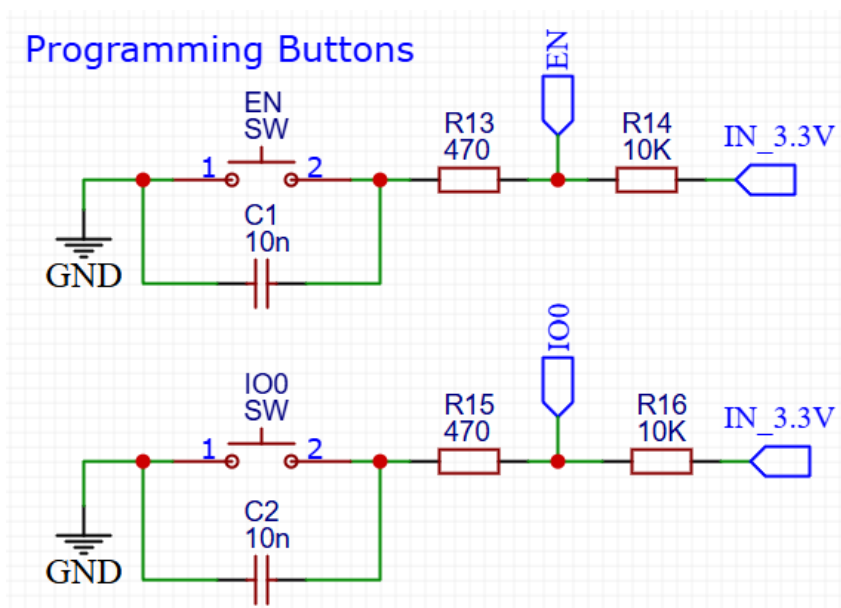 Programming Buttons
EN
EN
SW
1
2
R13
470
R14
10K
IN_3.3V
C1
10n
GND
IO0
IO0
SW
1
2
R15
470
R16
10K
IN_3.3V
C2
10n
GND